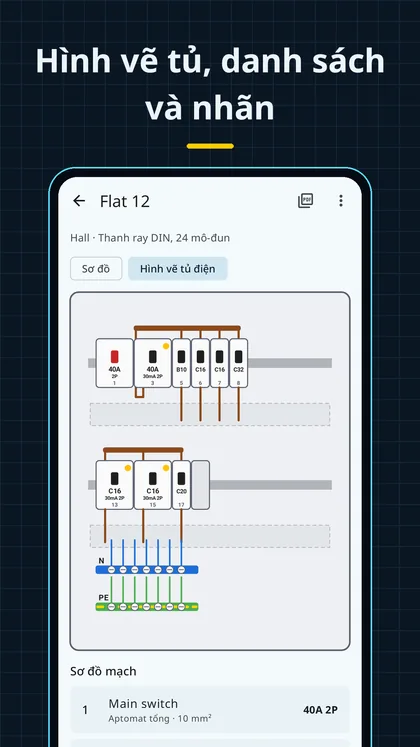 Hình vẽ tủ, danh sách
và nhãn
Flat 12
PDF
Hall · Thanh ray DIN, 24 mô-đun
Sơ đồ
Hình vẽ tủ điện
40A 40A B10 C16 C16 C32
2P 30mA 2P
1 3 5 6 7 8
C16 C16 C20
30mA 2P 30mA 2P
13 15 17
N
PE
Sơ đồ mạch
1
Main switch
Aptomat tổng · 10 mm²
40A 2P